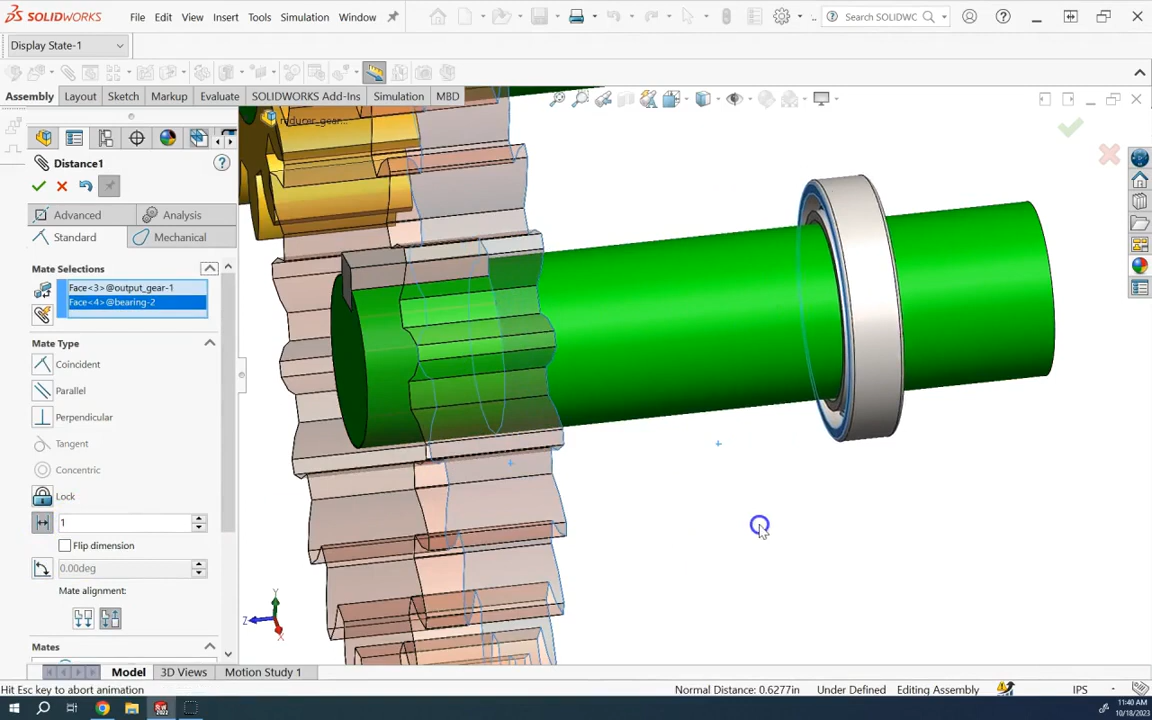 SOLIDWORKS File Edit View Insert Tools Simulation Window Search SOLIDWC
Display State-1
Assembly Layout Sketch Markup Evaluate SOLIDWORKS Add-Ins Simulation MBD
reducer_gear...
Distance1
Advanced Analysis
Standard Mechanical
Mate Selections
Face<3>@output_gear-1
Face<4>@bearing-2
Mate Type
Coincident
Parallel
Perpendicular
Tangent
Concentric
Lock
1
Flip dimension
0.00deg
Mate alignment:
Mates
Y
Z
X
Model 3D Views Motion Study 1
Hit Esc key to abort animation Normal Distance: 0.6277in Under Defined Editing Assembly IPS
11:40 AM
10/18/2023